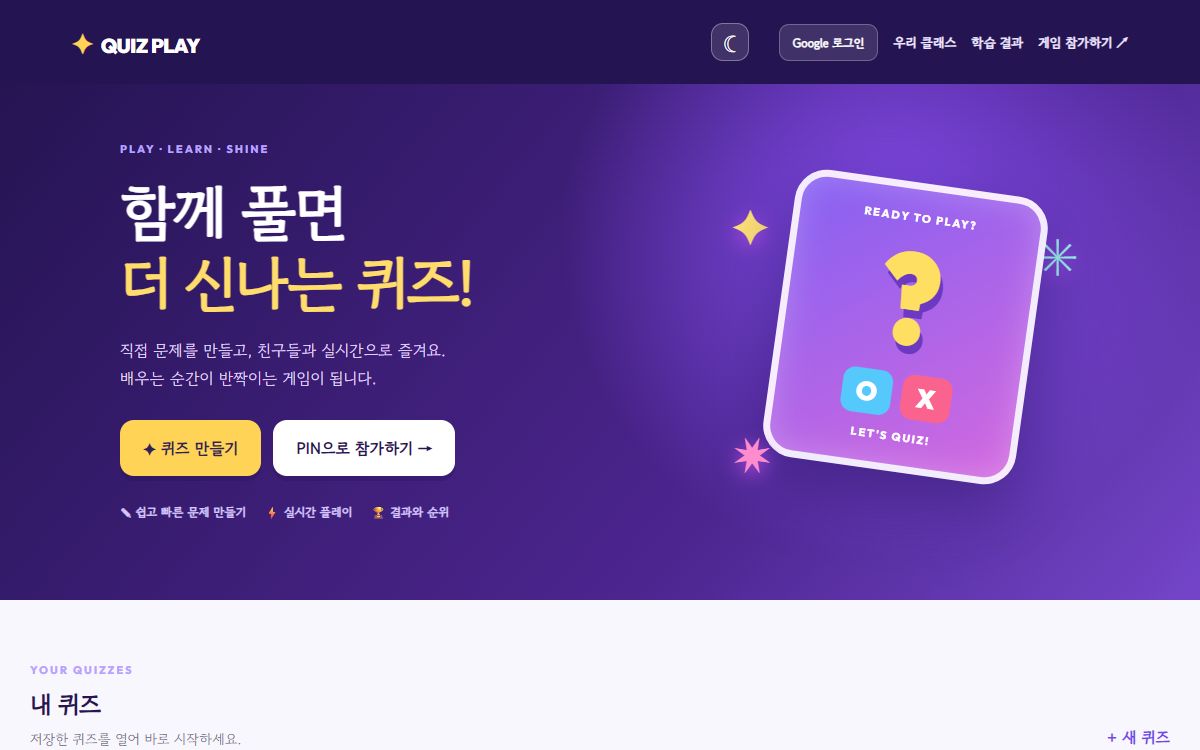 QUIZ PLAY
Google 로그인
우리 클래스
학습 결과
게임 참가하기 ↗
PLAY · LEARN · SHINE
함께 풀면
더 신나는 퀴즈!
직접 문제를 만들고, 친구들과 실시간으로 즐겨요.
배우는 순간이 반짝이는 게임이 됩니다.
✦ 퀴즈 만들기
PIN으로 참가하기 →
✎ 쉽고 빠른 문제 만들기
⚡ 실시간 플레이
🏆 결과와 순위
READY TO PLAY?
?
O X
LET'S QUIZ!
YOUR QUIZZES
내 퀴즈
저장한 퀴즈를 열어 바로 시작하세요.
+ 새 퀴즈